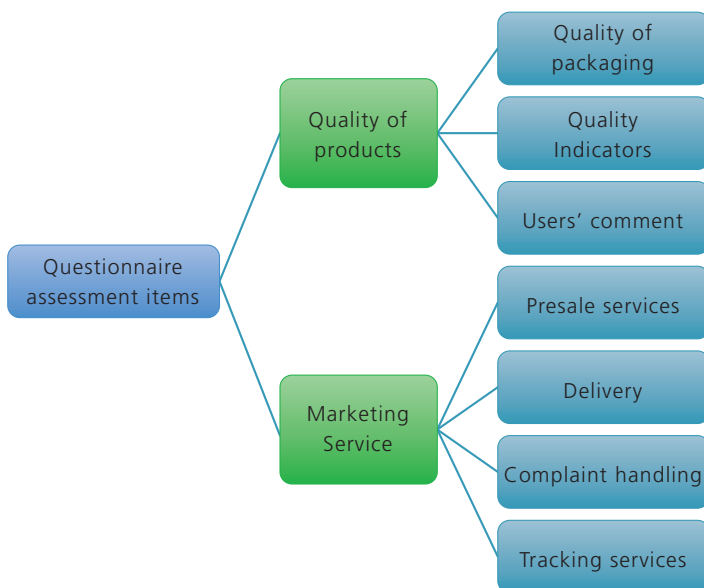 Questionnaire
assessment items
Quality of
products
Quality of
packaging
Quality
Indicators
Users’ comment
Marketing
Service
Presale services
Delivery
Complaint handling
Tracking services